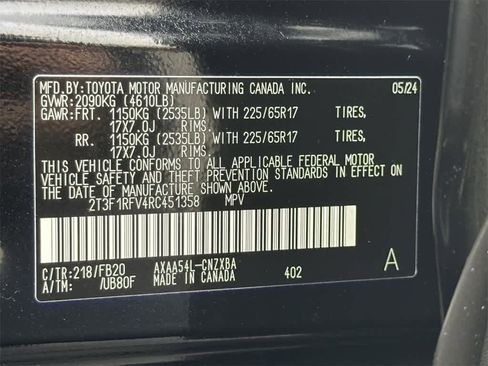 MFD.BY:TOYOTA MOTOR MANUFACTURING CANADA INC. 05/24
GVWR:2090KG (4610LB)
GAWR:FRT. 1150KG (2535LB) WITH 225/65R17 TIRES,
17X7.0J RIMS.
RR. 1150KG (2535LB) WITH 225/65R17 TIRES,
17X7.0J RIMS.
THIS VEHICLE CONFORMS TO ALL APPLICABLE FEDERAL MOTOR
VEHICLE SAFETY AND THEFT PREVENTION STANDARDS IN EFFECT
ON THE DATE OF MANUFACTURE SHOWN ABOVE.
2T3F1RFV4RC451358 MPV
C/TR:218/FB20 AXAA54L-CNZXBA A
A/TM: /UB80F MADE IN CANADA 402